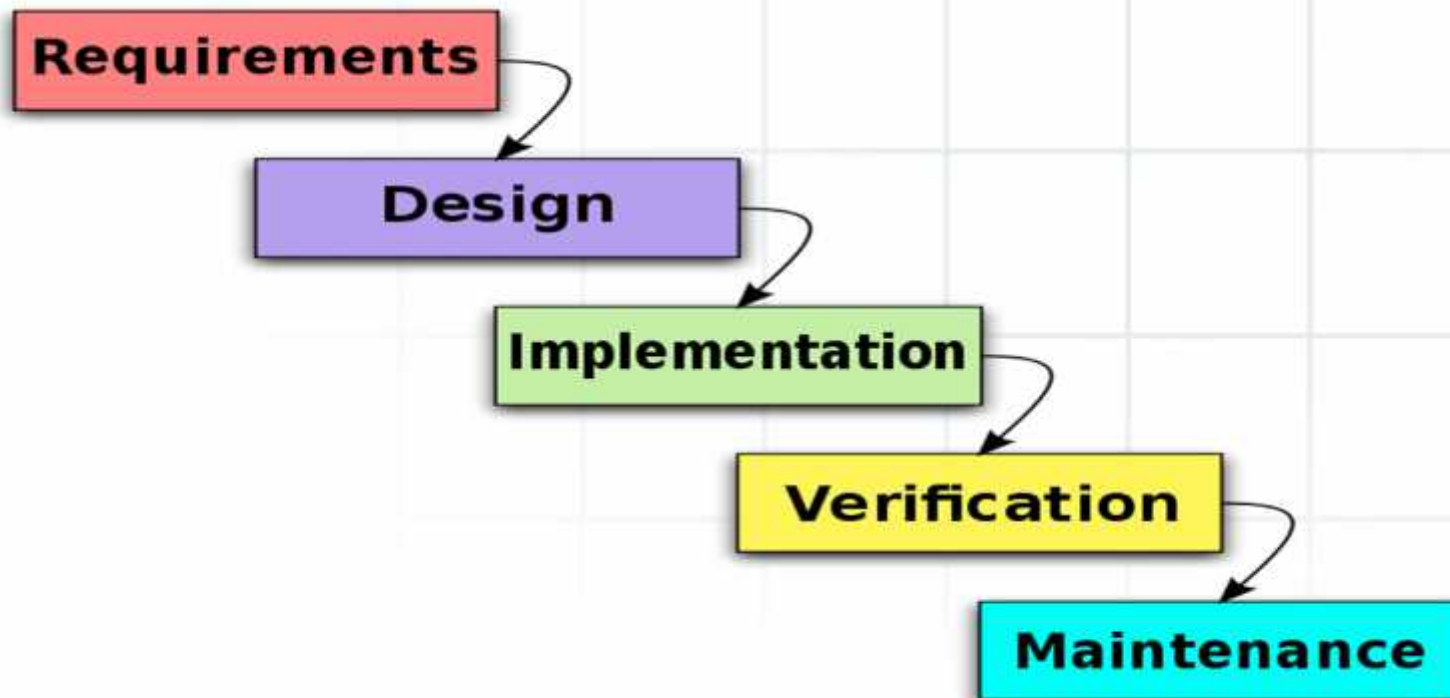 Requirements
Design
Implementation
Verification
Maintenance